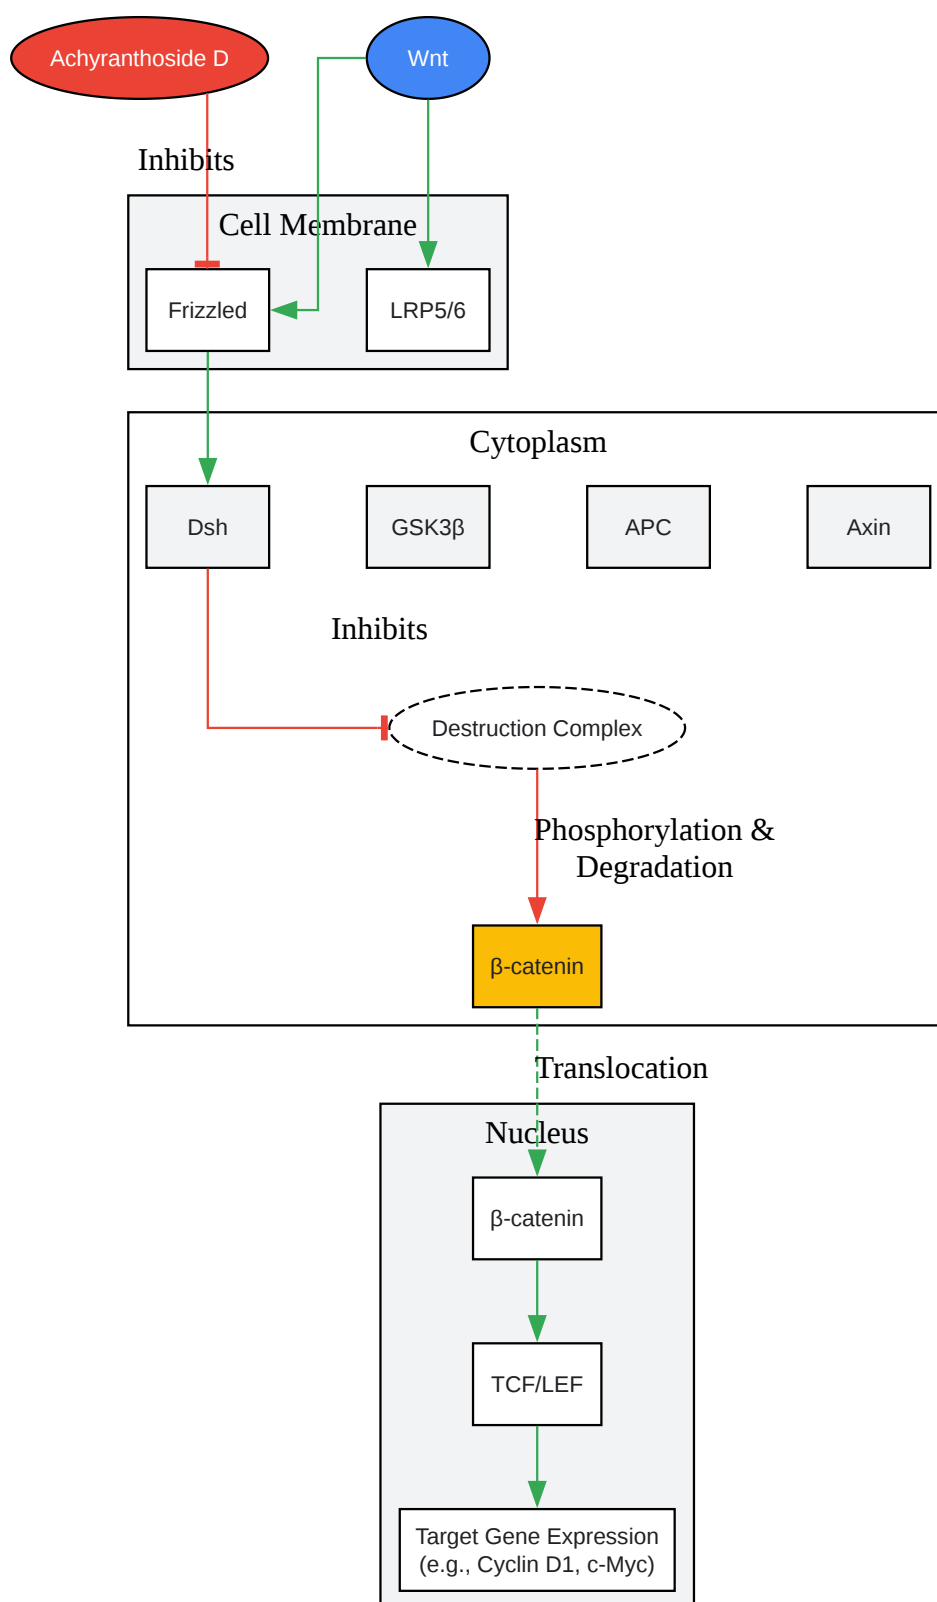 Achyranthoside D
Wnt
Inhibits
Cell Membrane
Frizzled
LRP5/6
Cytoplasm
Dsh
GSK3β
APC
Axin
Inhibits
Destruction Complex
Phosphorylation &
Degradation
β-catenin
Translocation
Nucleus
β-catenin
TCF/LEF
Target Gene Expression
(e.g., Cyclin D1, c-Myc)